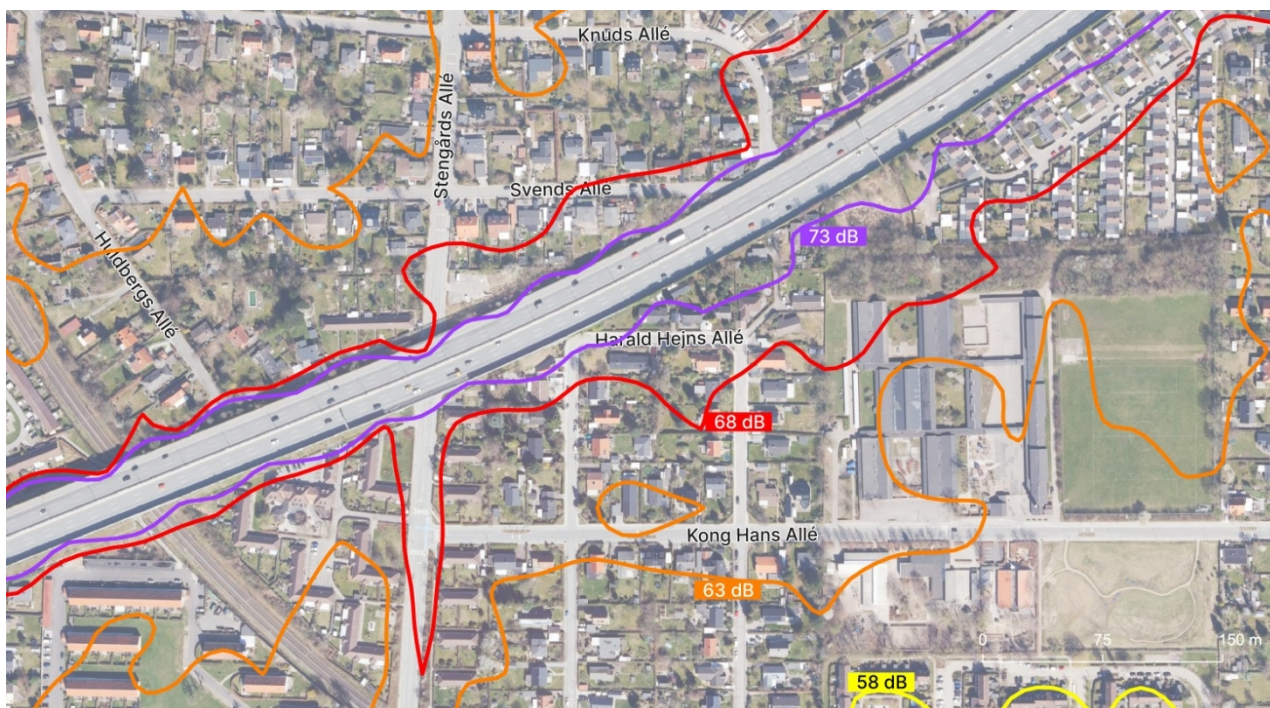 Knuds Allé
Stengårds Allé
Svends Allé
73 dB
Huldbergs Allé
Harald Hejns Allé
68 dB
Kong Hans Allé
63 dB
0 75 150 m
58 dB